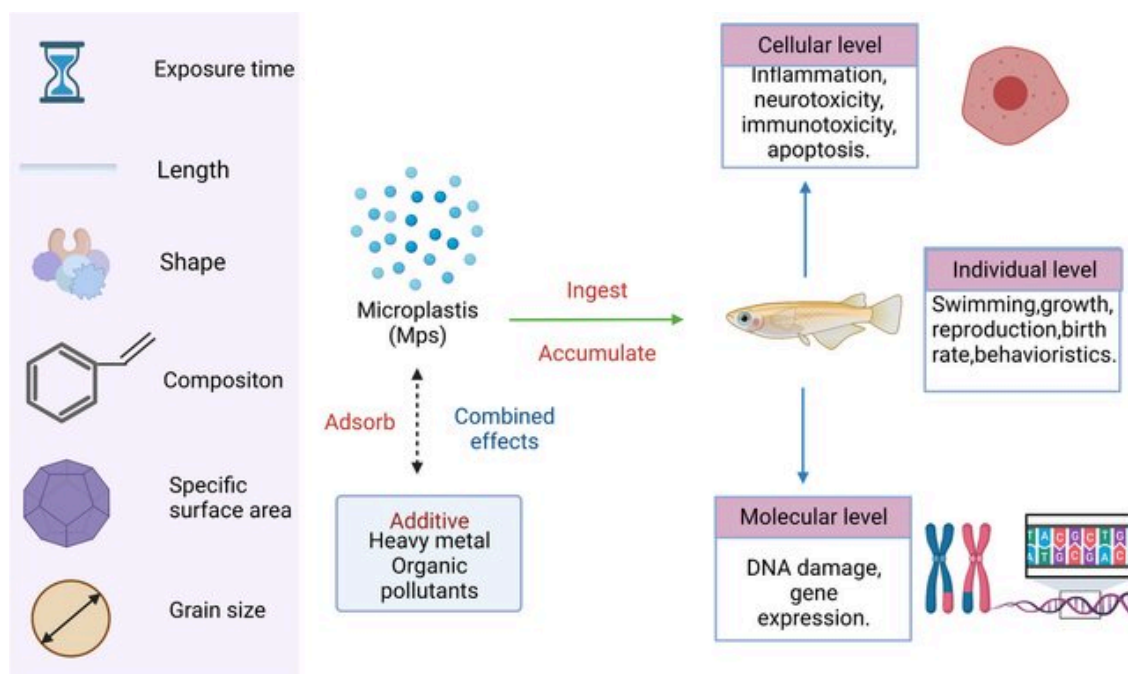 Exposure time
Length
Shape
Compositon
Specific
surface area
Grain size
Microplastis
(Mps)
Adsorb
Combined
effects
Additive
Heavy metal
Organic
pollutants
Ingest
Accumulate
Cellular level
Inflammation,
neurotoxicity,
immunotoxicity,
apoptosis.
Individual level
Swimming,growth,
reproduction,birth
rate,behavioristics.
Molecular level
DNA damage,
gene
expression.
TACGCTG
ATGCGAC